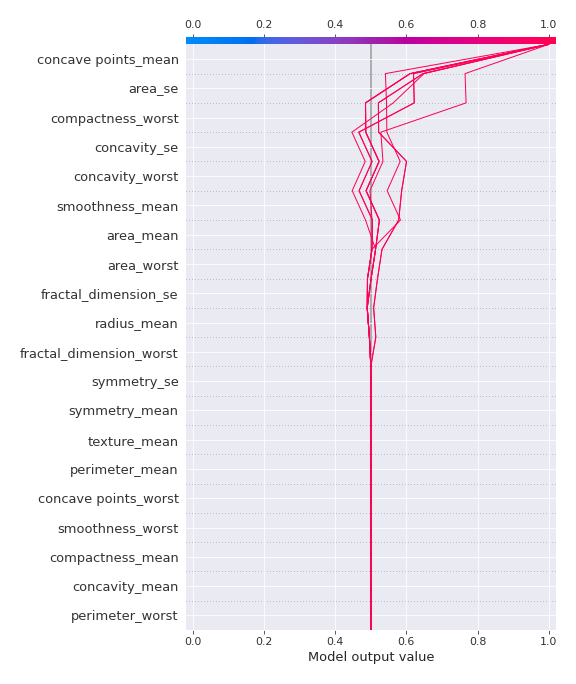 0.0 0.2 0.4 0.6 0.8 1.0
concave points_mean
area_se
compactness_worst
concavity_se
concavity_worst
smoothness_mean
area_mean
area_worst
fractal_dimension_se
radius_mean
fractal_dimension_worst
symmetry_se
symmetry_mean
texture_mean
perimeter_mean
concave points_worst
smoothness_worst
compactness_mean
concavity_mean
perimeter_worst
0.0 0.2 0.4 0.6 0.8 1.0
Model output value